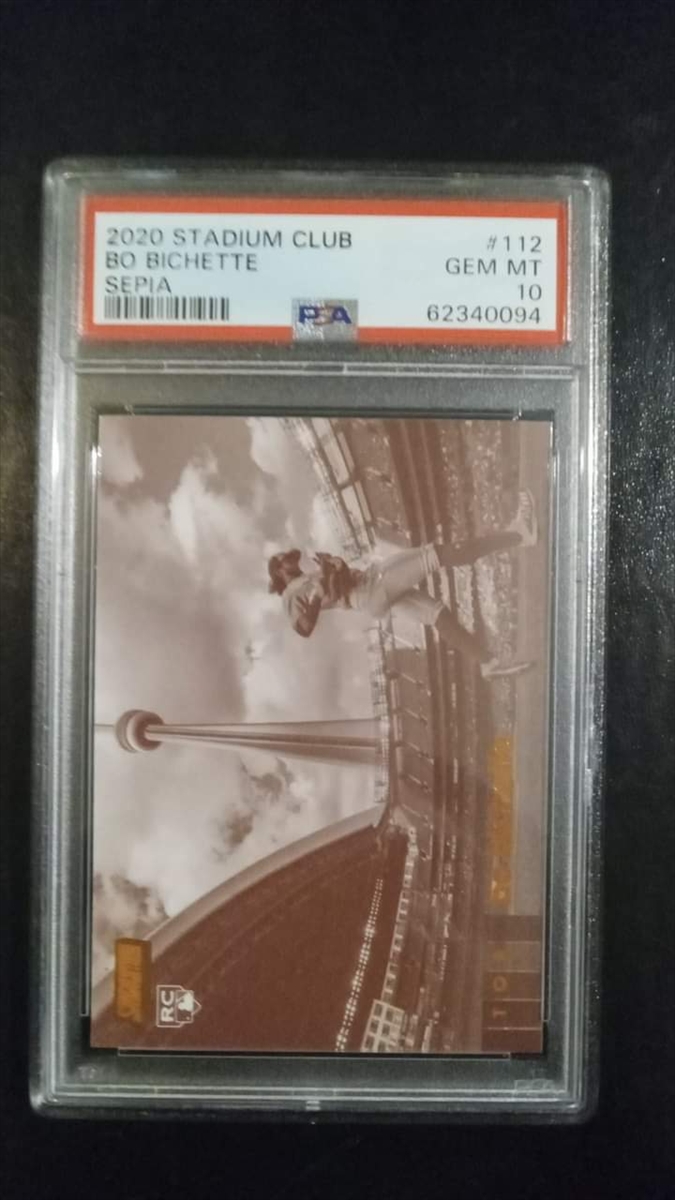 2020 STADIUM CLUB #112
BO BICHETTE GEM MT
SEPIA 10
PSA 62340094
RC